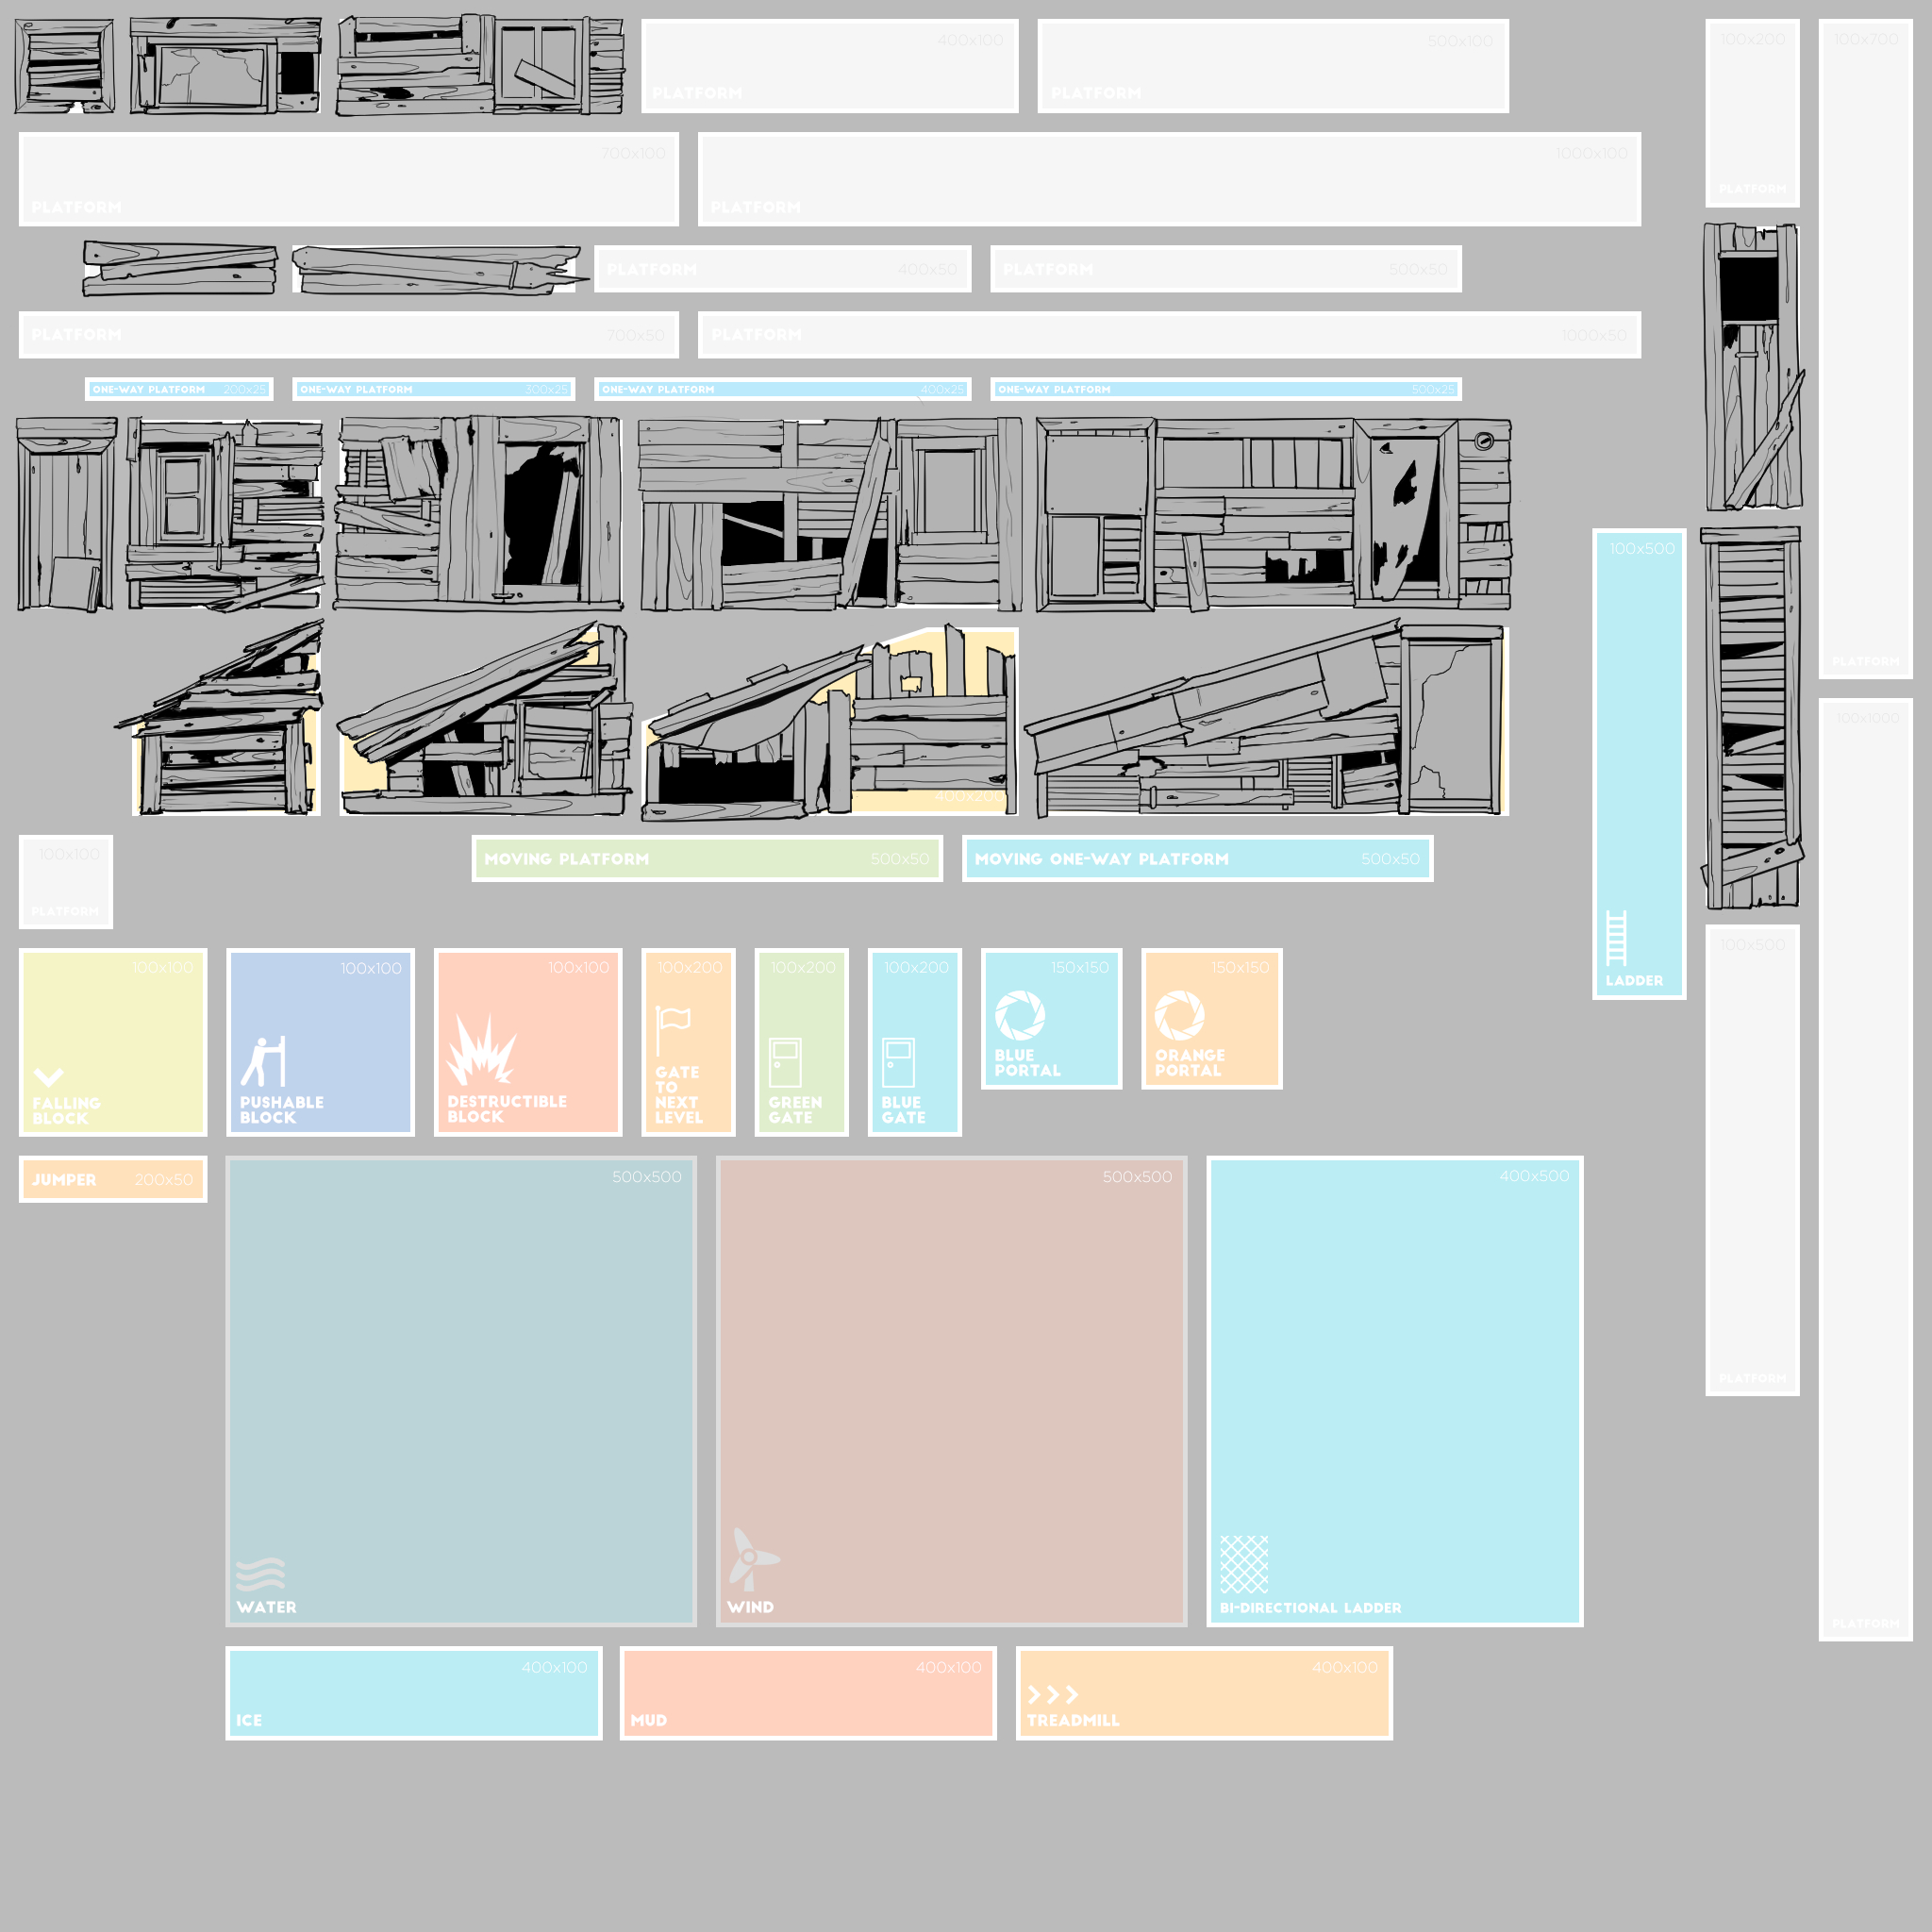 400x100
PLATFORM
500x100
PLATFORM
100x200
PLATFORM
100x700
PLATFORM
700x100
PLATFORM
1000x100
PLATFORM
PLATFORM 400x50
PLATFORM 500x50
PLATFORM 700x50
PLATFORM 1000x50
ONE-WAY PLATFORM 200x25
ONE-WAY PLATFORM 300x25
ONE-WAY PLATFORM 400x25
ONE-WAY PLATFORM 500x25
100x500
LADDER
100x1000
PLATFORM
400x200
100x100
PLATFORM
MOVING PLATFORM 500x50
MOVING ONE-WAY PLATFORM 500x50
100x500
PLATFORM
100x100
FALLING
BLOCK
100x100
PUSHABLE
BLOCK
100x100
DESTRUCTIBLE
BLOCK
100x200
GATE
TO
NEXT
LEVEL
100x200
GREEN
GATE
100x200
BLUE
GATE
150x150
BLUE
PORTAL
150x150
ORANGE
PORTAL
JUMPER 200x50
500x500
WATER
500x500
WIND
400x500
BI-DIRECTIONAL LADDER
400x100
ICE
400x100
MUD
400x100
TREADMILL